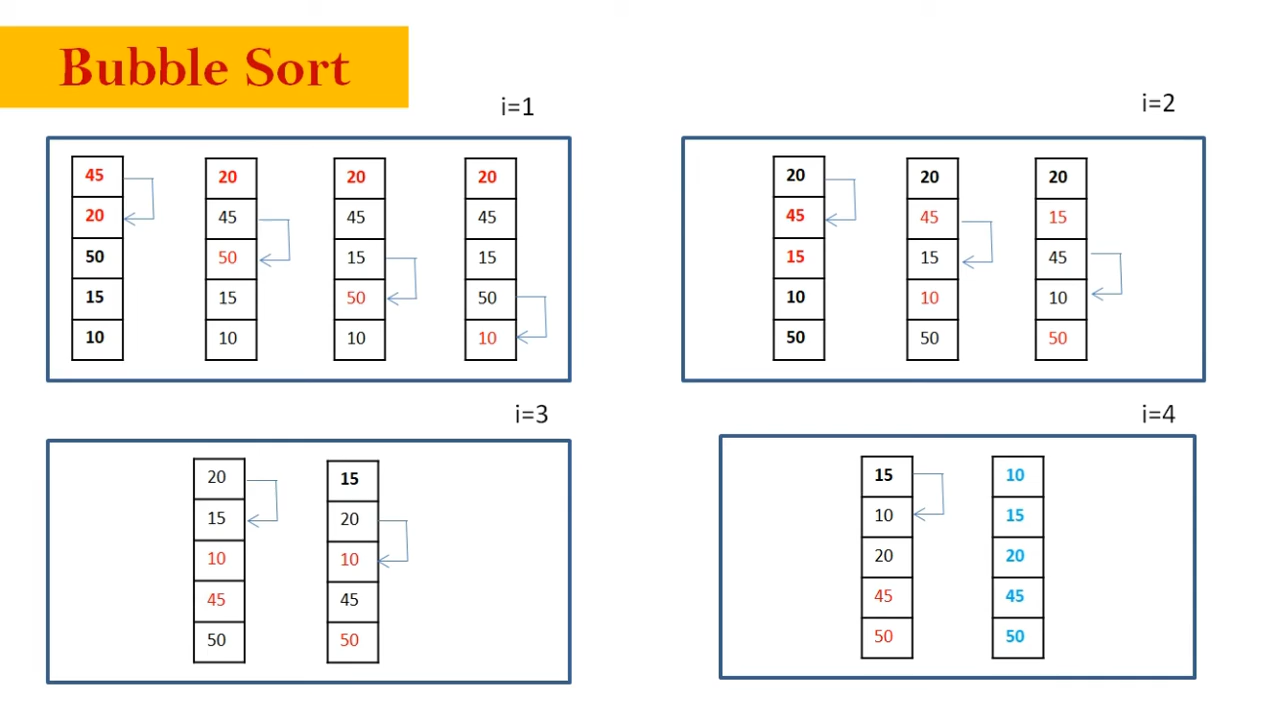 Bubble Sort
i=1
45 20 20 20
20 45 45 45
50 50 15 15
15 15 50 50
10 10 10 10
i=2
20 20 20
45 45 15
15 15 45
10 10 10
50 50 50
i=3
20 15
15 20
10 10
45 45
50 50
i=4
15 10
10 15
20 20
45 45
50 50